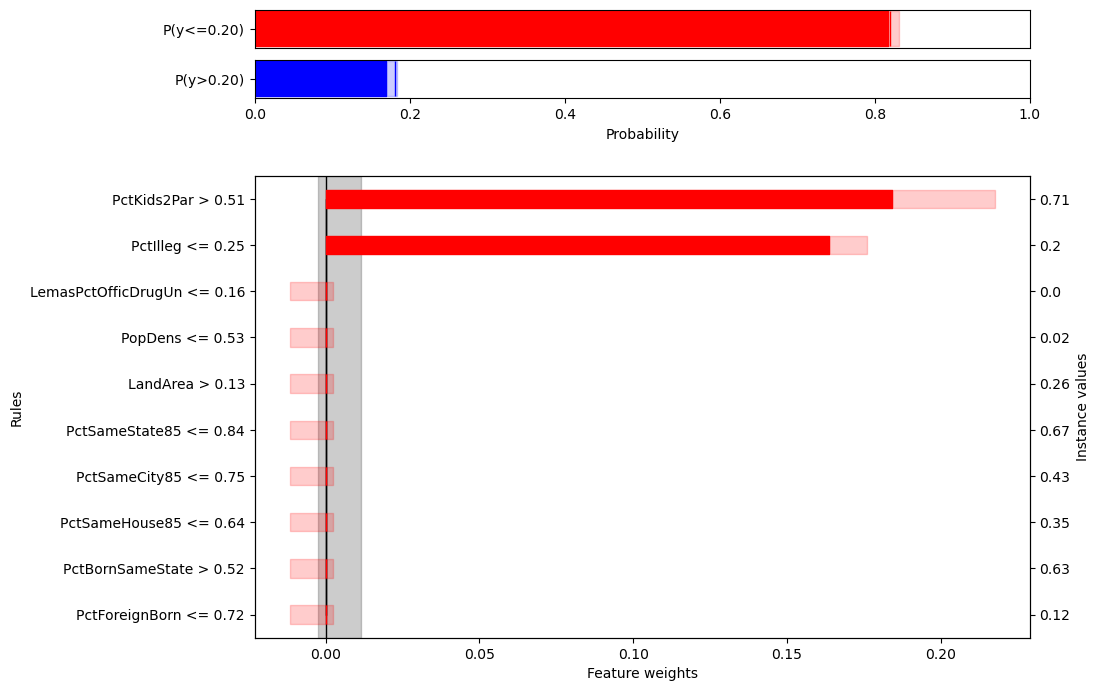 P(y<=0.20)
P(y>0.20)
0.0 0.2 0.4 0.6 0.8 1.0
Probability
PctKids2Par > 0.51 0.71
PctIlleg <= 0.25 0.2
LemasPctOfficDrugUn <= 0.16 0.0
PopDens <= 0.53 0.02
LandArea > 0.13 0.26
PctSameState85 <= 0.84 0.67
PctSameCity85 <= 0.75 0.43
PctSameHouse85 <= 0.64 0.35
PctBornSameState > 0.52 0.63
PctForeignBorn <= 0.72 0.12
Rules
Instance values
0.00 0.05 0.10 0.15 0.20
Feature weights